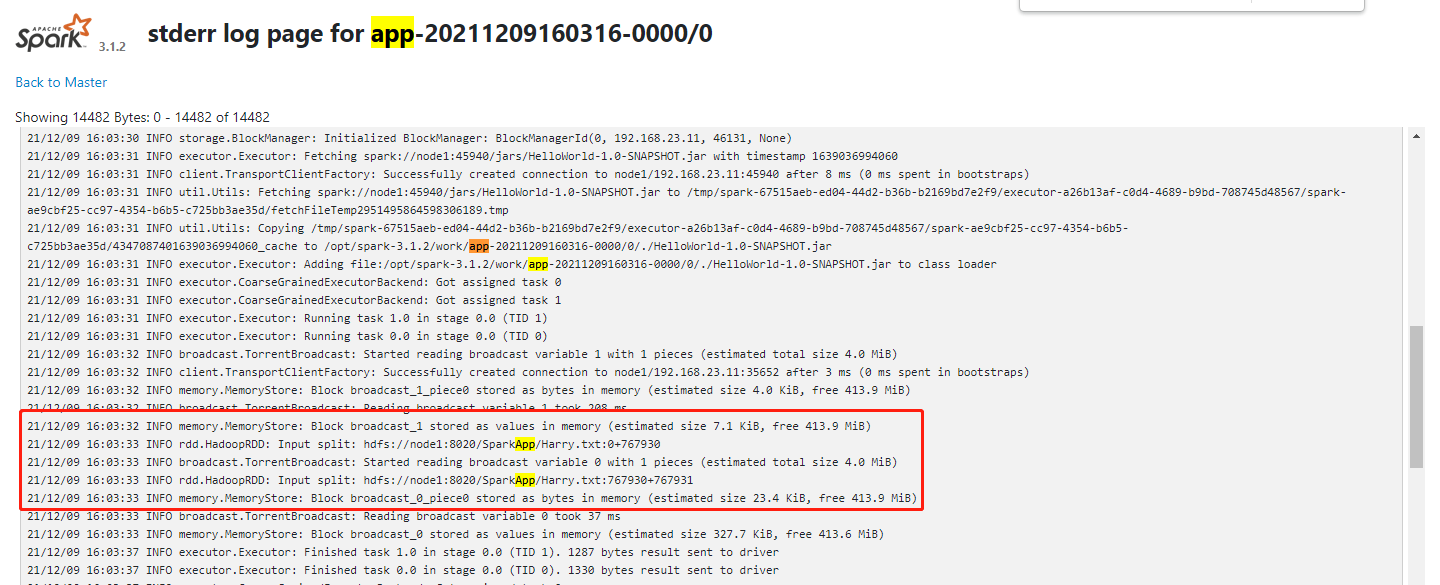 APACHE
Spark 3.1.2 stderr log page for app-20211209160316-0000/0
Back to Master
Showing 14482 Bytes: 0 - 14482 of 14482
21/12/09 16:03:30 INFO storage.BlockManager: Initialized BlockManager: BlockManagerId(0, 192.168.23.11, 46131, None)
21/12/09 16:03:31 INFO executor.Executor: Fetching spark://node1:45940/jars/HelloWorld-1.0-SNAPSHOT.jar with timestamp 1639036994060
21/12/09 16:03:31 INFO client.TransportClientFactory: Successfully created connection to node1/192.168.23.11:45940 after 8 ms (0 ms spent in bootstraps)
21/12/09 16:03:31 INFO util.Utils: Fetching spark://node1:45940/jars/HelloWorld-1.0-SNAPSHOT.jar to /tmp/spark-67515aeb-ed04-44d2-b36b-b2169bd7e2f9/executor-a26b13af-c0d4-4689-b9bd-708745d48567/spark-
ae9cbf25-cc97-4354-b6b5-c725bb3ae35d/fetchFileTemp2951495864598306189.tmp
21/12/09 16:03:31 INFO util.Utils: Copying /tmp/spark-67515aeb-ed04-44d2-b36b-b2169bd7e2f9/executor-a26b13af-c0d4-4689-b9bd-708745d48567/spark-ae9cbf25-cc97-4354-b6b5-
c725bb3ae35d/4347087401639036994060_cache to /opt/spark-3.1.2/work/app-20211209160316-0000/0/./HelloWorld-1.0-SNAPSHOT.jar
21/12/09 16:03:31 INFO executor.Executor: Adding file:/opt/spark-3.1.2/work/app-20211209160316-0000/0/./HelloWorld-1.0-SNAPSHOT.jar to class loader
21/12/09 16:03:31 INFO executor.CoarseGrainedExecutorBackend: Got assigned task 0
21/12/09 16:03:31 INFO executor.CoarseGrainedExecutorBackend: Got assigned task 1
21/12/09 16:03:31 INFO executor.Executor: Running task 1.0 in stage 0.0 (TID 1)
21/12/09 16:03:31 INFO executor.Executor: Running task 0.0 in stage 0.0 (TID 0)
21/12/09 16:03:32 INFO broadcast.TorrentBroadcast: Started reading broadcast variable 1 with 1 pieces (estimated total size 4.0 MiB)
21/12/09 16:03:32 INFO client.TransportClientFactory: Successfully created connection to node1/192.168.23.11:35652 after 3 ms (0 ms spent in bootstraps)
21/12/09 16:03:32 INFO memory.MemoryStore: Block broadcast_1_piece0 stored as bytes in memory (estimated size 4.0 KiB, free 413.9 MiB)
21/12/09 16:03:32 INFO broadcast.TorrentBroadcast: Reading broadcast variable 1 took 208 ms
21/12/09 16:03:32 INFO memory.MemoryStore: Block broadcast_1 stored as values in memory (estimated size 7.1 KiB, free 413.9 MiB)
21/12/09 16:03:33 INFO rdd.HadoopRDD: Input split: hdfs://node1:8020/SparkApp/Harry.txt:0+767930
21/12/09 16:03:33 INFO broadcast.TorrentBroadcast: Started reading broadcast variable 0 with 1 pieces (estimated total size 4.0 MiB)
21/12/09 16:03:33 INFO rdd.HadoopRDD: Input split: hdfs://node1:8020/SparkApp/Harry.txt:767930+767931
21/12/09 16:03:33 INFO memory.MemoryStore: Block broadcast_0_piece0 stored as bytes in memory (estimated size 23.4 KiB, free 413.9 MiB)
21/12/09 16:03:33 INFO broadcast.TorrentBroadcast: Reading broadcast variable 0 took 37 ms
21/12/09 16:03:33 INFO memory.MemoryStore: Block broadcast_0 stored as values in memory (estimated size 327.7 KiB, free 413.6 MiB)
21/12/09 16:03:37 INFO executor.Executor: Finished task 1.0 in stage 0.0 (TID 1). 1287 bytes result sent to driver
21/12/09 16:03:37 INFO executor.Executor: Finished task 0.0 in stage 0.0 (TID 0). 1330 bytes result sent to driver